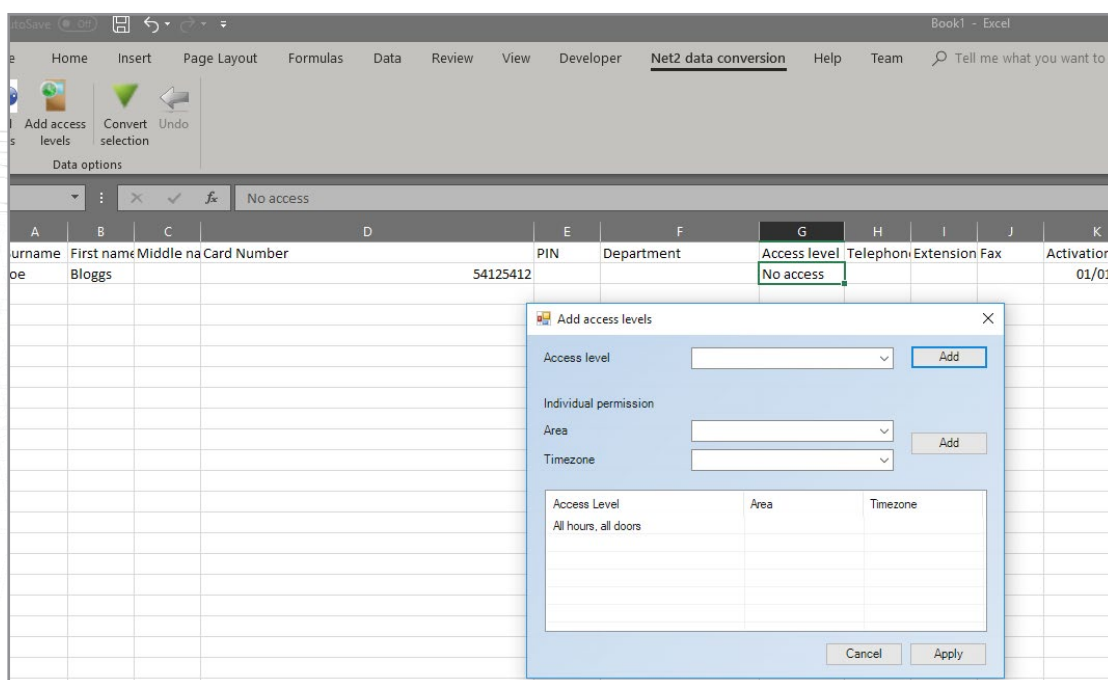 utoSave Off Book1 - Excel
e Home Insert Page Layout Formulas Data Review View Developer Net2 data conversion Help Team Tell me what you want to
l Add access Convert Undo
s levels selection
Data options
fx No access
A B C D E F G H I J K
urname First name Middle na Card Number PIN Department Access level Telephon Extension Fax Activation
oe Bloggs 54125412 No access 01/01
Add access levels
Access level Add
Individual permission
Area
Add
Timezone
Access Level Area Timezone
All hours, all doors
Cancel Apply